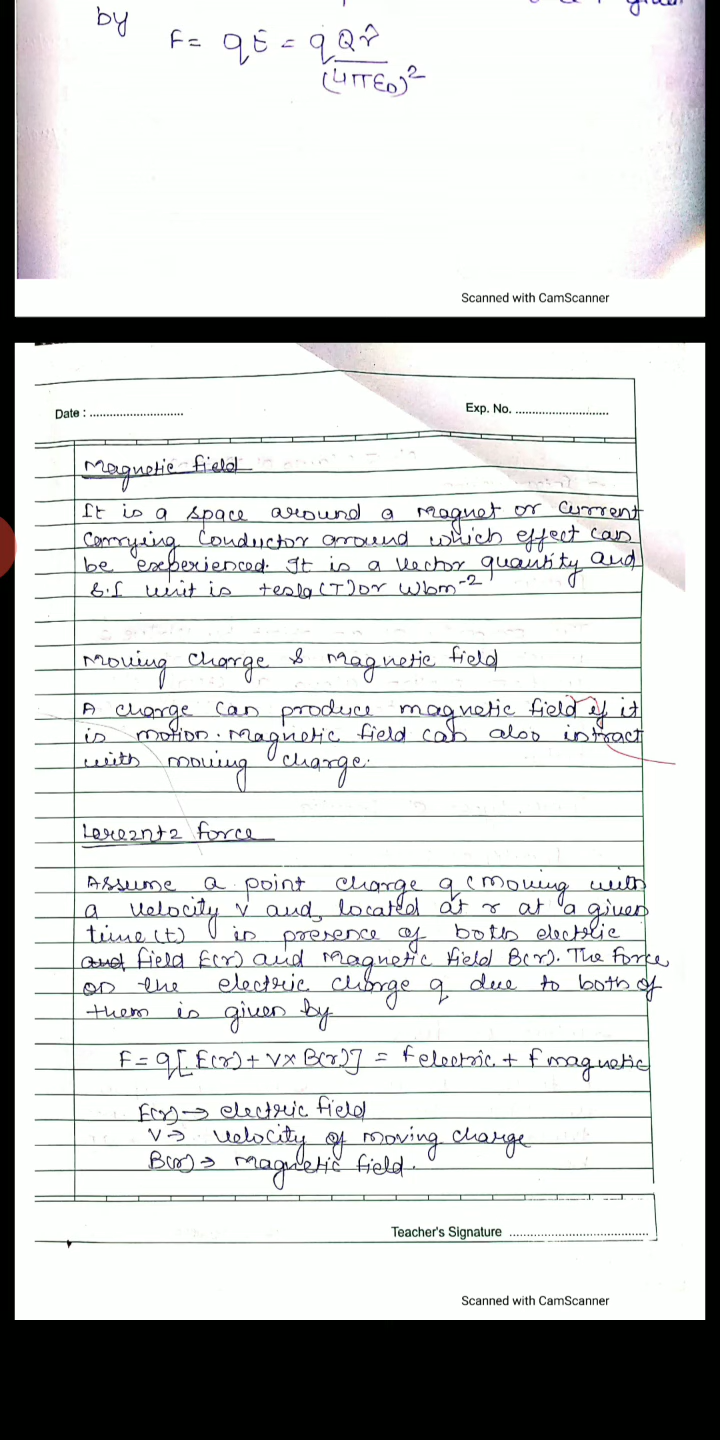 by
F = qE = qQr̂
(4πε0)²
Scanned with CamScanner
Date : ............................
Exp. No. ............................
Magnetic field
It is a space around a magnet or current
carrying conductor around which effect can
be experienced. It is a vector quantity and
S.I unit is tesla (T) or Wbm⁻²
Moving charge & Magnetic field
A charge can produce magnetic field if it
is motion. Magnetic field can also intract
with moving charge.
Lereznt2 force
Assume a point charge q (moving with
a velocity v and, located at r at a given
time (t) is presence of both electric
and field E(r) and Magnetic field B(r). The force
on the electric charge q due to both of
them is given by
F = q[E(r) + v × B(r)] = f electric + f magnetic
E(r) → electric field
V → velocity of moving charge
B(r) → magnetic field.
Teacher's Signature ............................
Scanned with CamScanner